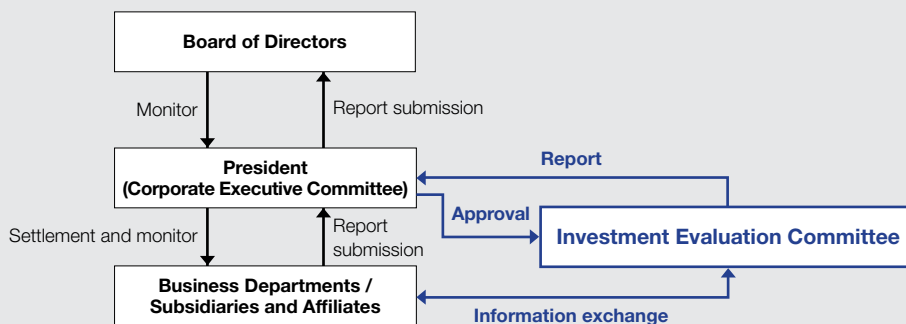 Board of Directors
Monitor
Report submission
President
(Corporate Executive Committee)
Report
Approval
Investment Evaluation Committee
Settlement and monitor
Report
submission
Business Departments /
Subsidiaries and Affiliates
Information exchange